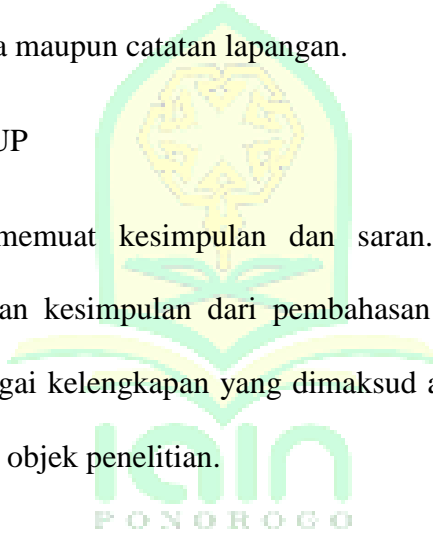 a maupun catatan lapangan.
UP
memuat kesimpulan dan saran.
an kesimpulan dari pembahasan
gai kelengkapan yang dimaksud a
objek penelitian.
iain
PONOROGO